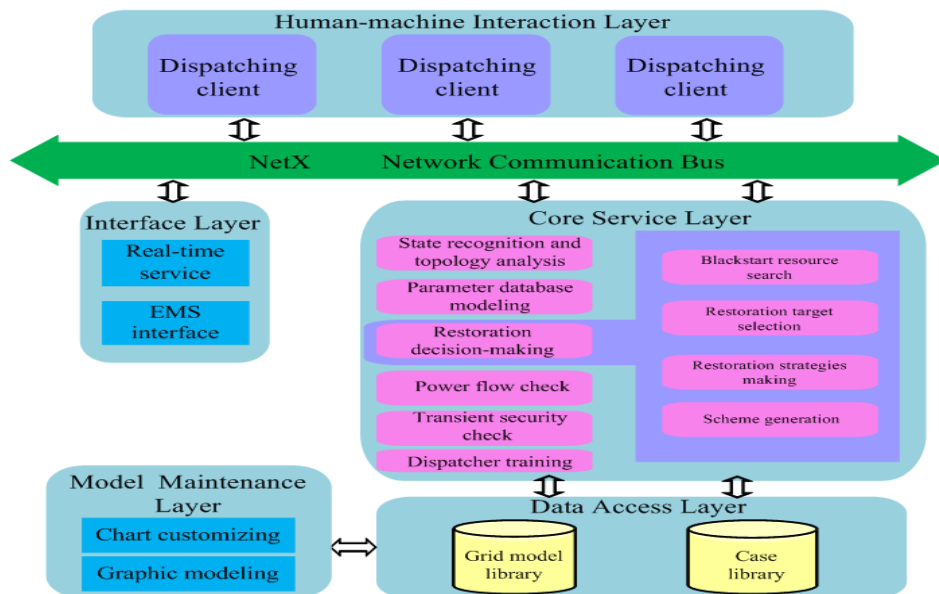 Human-machine Interaction Layer
Dispatching
client
Dispatching
client
Dispatching
client
NetX Network Communication Bus
Interface Layer
Real-time
service
EMS
interface
Core Service Layer
State recognition and
topology analysis
Parameter database
modeling
Restoration
decision-making
Power flow check
Transient security
check
Dispatcher training
Blackstart resource
search
Restoration target
selection
Restoration strategies
making
Scheme generation
Model Maintenance
Layer
Chart customizing
Graphic modeling
Data Access Layer
Grid model
library
Case
library